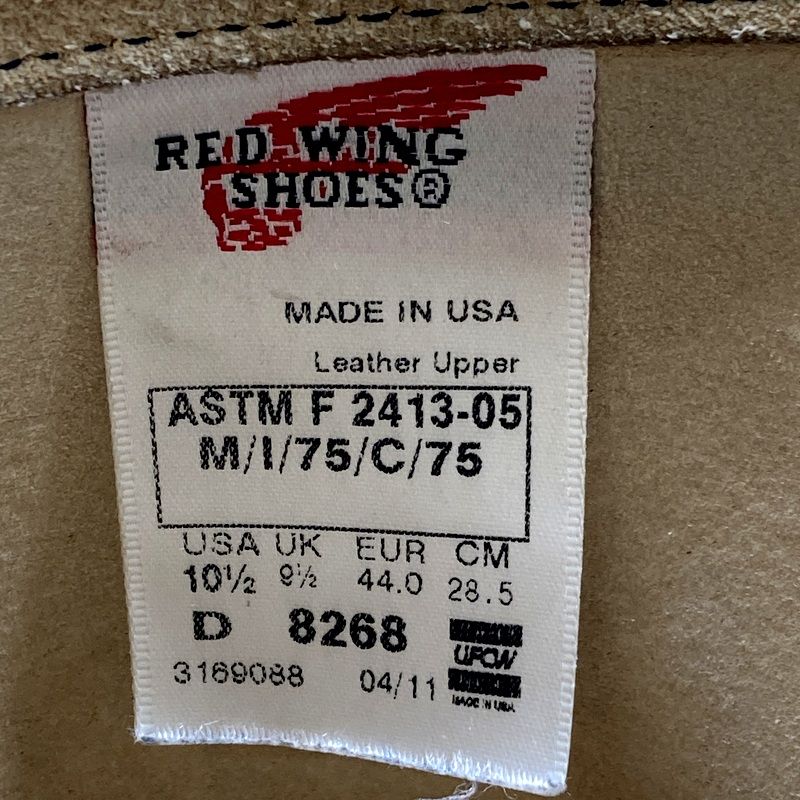 RED WING
SHOES®
MADE IN USA
Leather Upper
ASTM F 2413-05
M/I/75/C/75
USA UK EUR CM
10½ 9½ 44.0 28.5
D 8268
UFCW
3169088 04/11
MADE IN USA